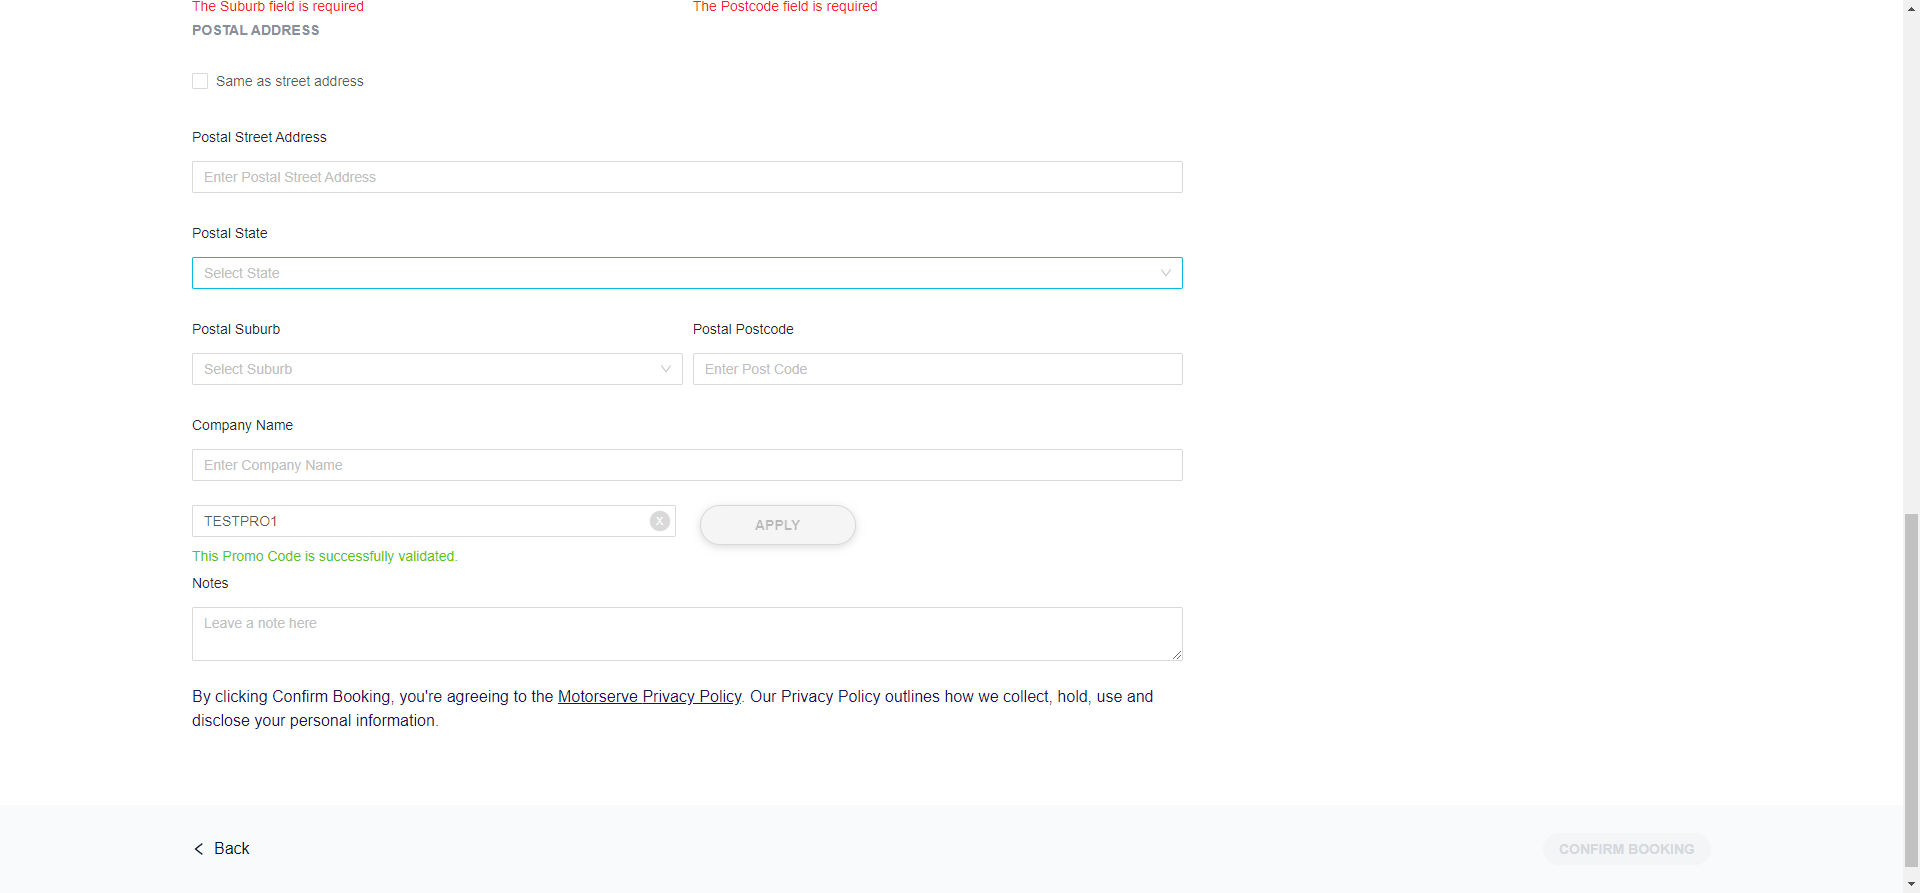 The Suburb field is required
The Postcode field is required
POSTAL ADDRESS
Same as street address
Postal Street Address
Enter Postal Street Address
Postal State
Select State
Postal Suburb
Postal Postcode
Select Suburb
Enter Post Code
Company Name
Enter Company Name
TESTPRO1
X
APPLY
This Promo Code is successfully validated.
Notes
Leave a note here
By clicking Confirm Booking, you're agreeing to the Motorserve Privacy Policy. Our Privacy Policy outlines how we collect, hold, use and
disclose your personal information.
Back
CONFIRM BOOKING